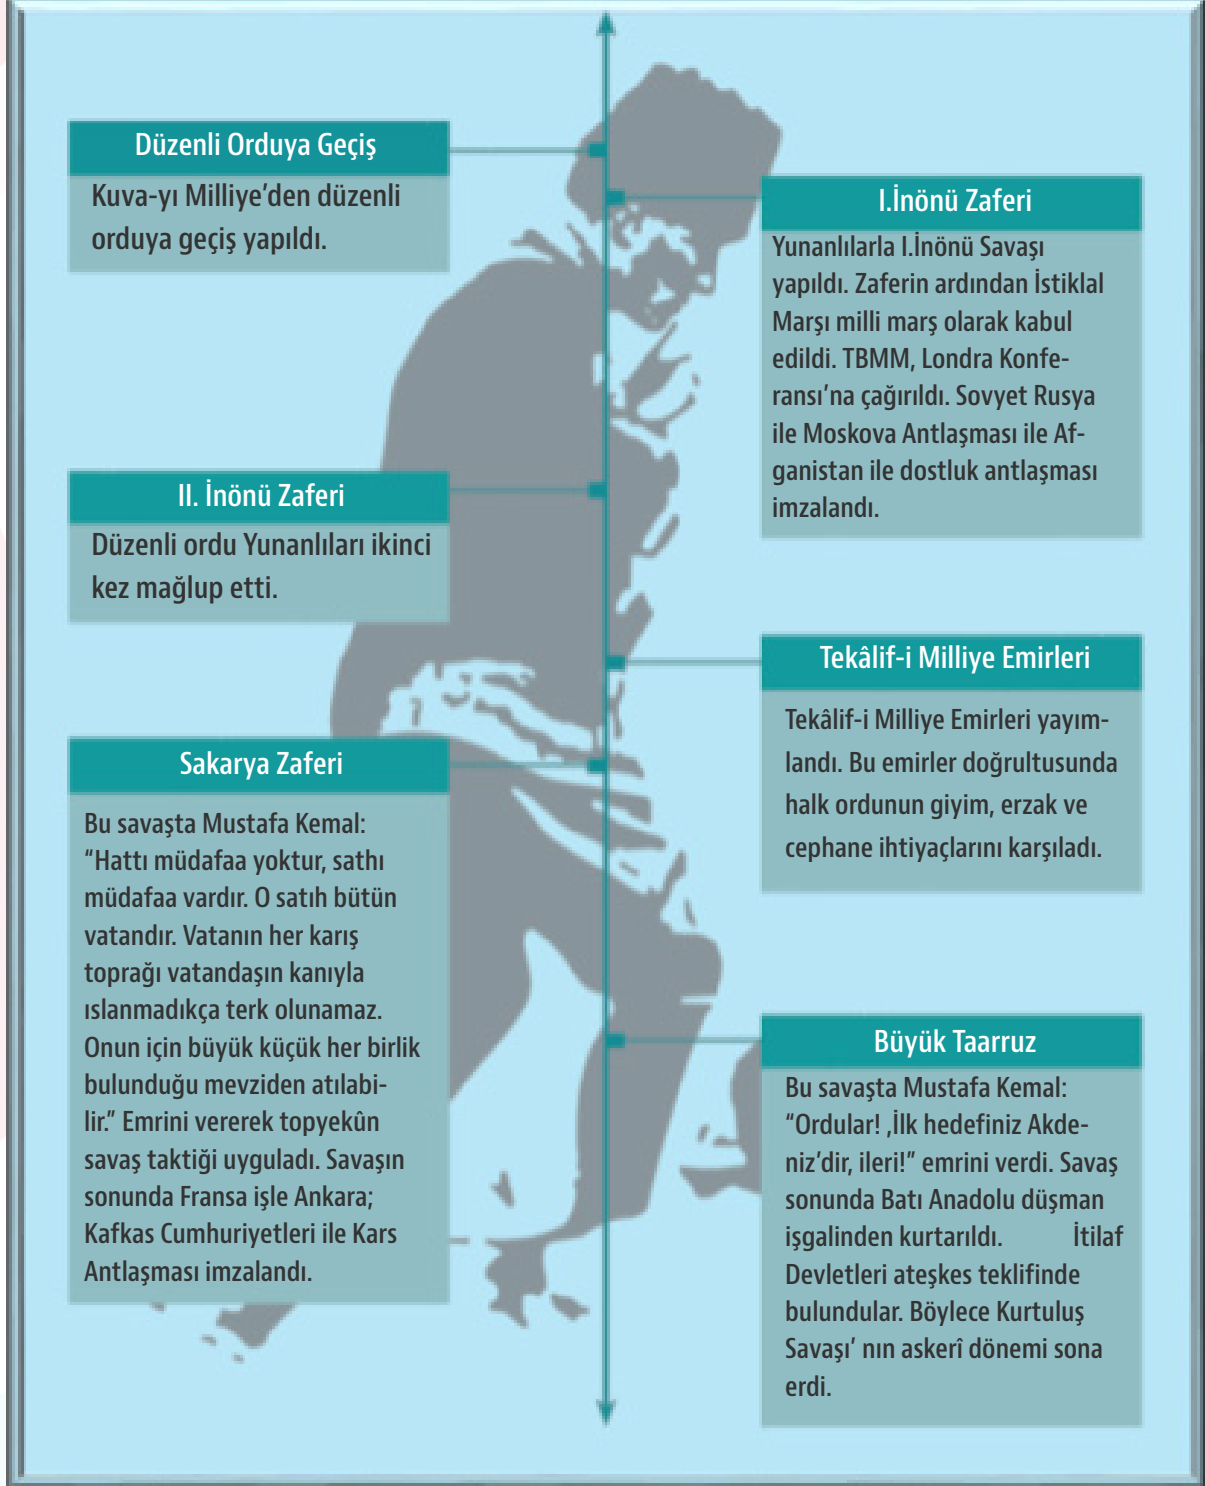 Düzenli Orduya Geçiş
Kuva-yı Milliye’den düzenli
orduya geçiş yapıldı.
I.İnönü Zaferi
Yunanlılarla I.İnönü Savaşı
yapıldı. Zaferin ardından İstiklal
Marşı milli marş olarak kabul
edildi. TBMM, Londra Konfe-
ransı’na çağırıldı. Sovyet Rusya
ile Moskova Antlaşması ile Af-
ganistan ile dostluk antlaşması
imzalandı.
II. İnönü Zaferi
Düzenli ordu Yunanlıları ikinci
kez mağlup etti.
Tekâlif-i Milliye Emirleri
Tekâlif-i Milliye Emirleri yayım-
landı. Bu emirler doğrultusunda
halk ordunun giyim, erzak ve
cephane ihtiyaçlarını karşıladı.
Sakarya Zaferi
Bu savaşta Mustafa Kemal:
“Hattı müdafaa yoktur, sathı
müdafaa vardır. O satıh bütün
vatandır. Vatanın her karış
toprağı vatandaşın kanıyla
ıslanmadıkça terk olunamaz.
Onun için büyük küçük her birlik
bulunduğu mevziden atılabi-
lir.” Emrini vererek topyekûn
savaş taktiği uyguladı. Savaşın
sonunda Fransa işle Ankara;
Kafkas Cumhuriyetleri ile Kars
Antlaşması imzalandı.
Büyük Taarruz
Bu savaşta Mustafa Kemal:
“Ordular! ,İlk hedefiniz Akde-
niz’dir, ileri!” emrini verdi. Savaş
sonunda Batı Anadolu düşman
işgalinden kurtarıldı. İtilaf
Devletleri ateşkes teklifinde
bulundular. Böylece Kurtuluş
Savaşı’ nın askerî dönemi sona
erdi.